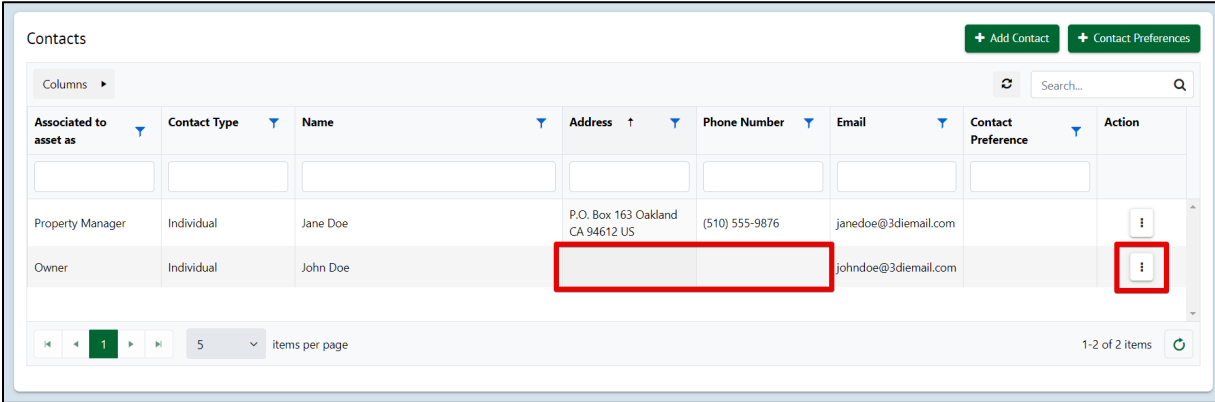 Contacts
+ Add Contact
+ Contact Preferences
Columns
Search...
Associated to asset as
Contact Type
Name
Address ↑
Phone Number
Email
Contact Preference
Action
Property Manager
Individual
Jane Doe
P.O. Box 163 Oakland
CA 94612 US
(510) 555-9876
janedoe@3diemail.com
Owner
Individual
John Doe
johndoe@3diemail.com
1
5
items per page
1-2 of 2 items